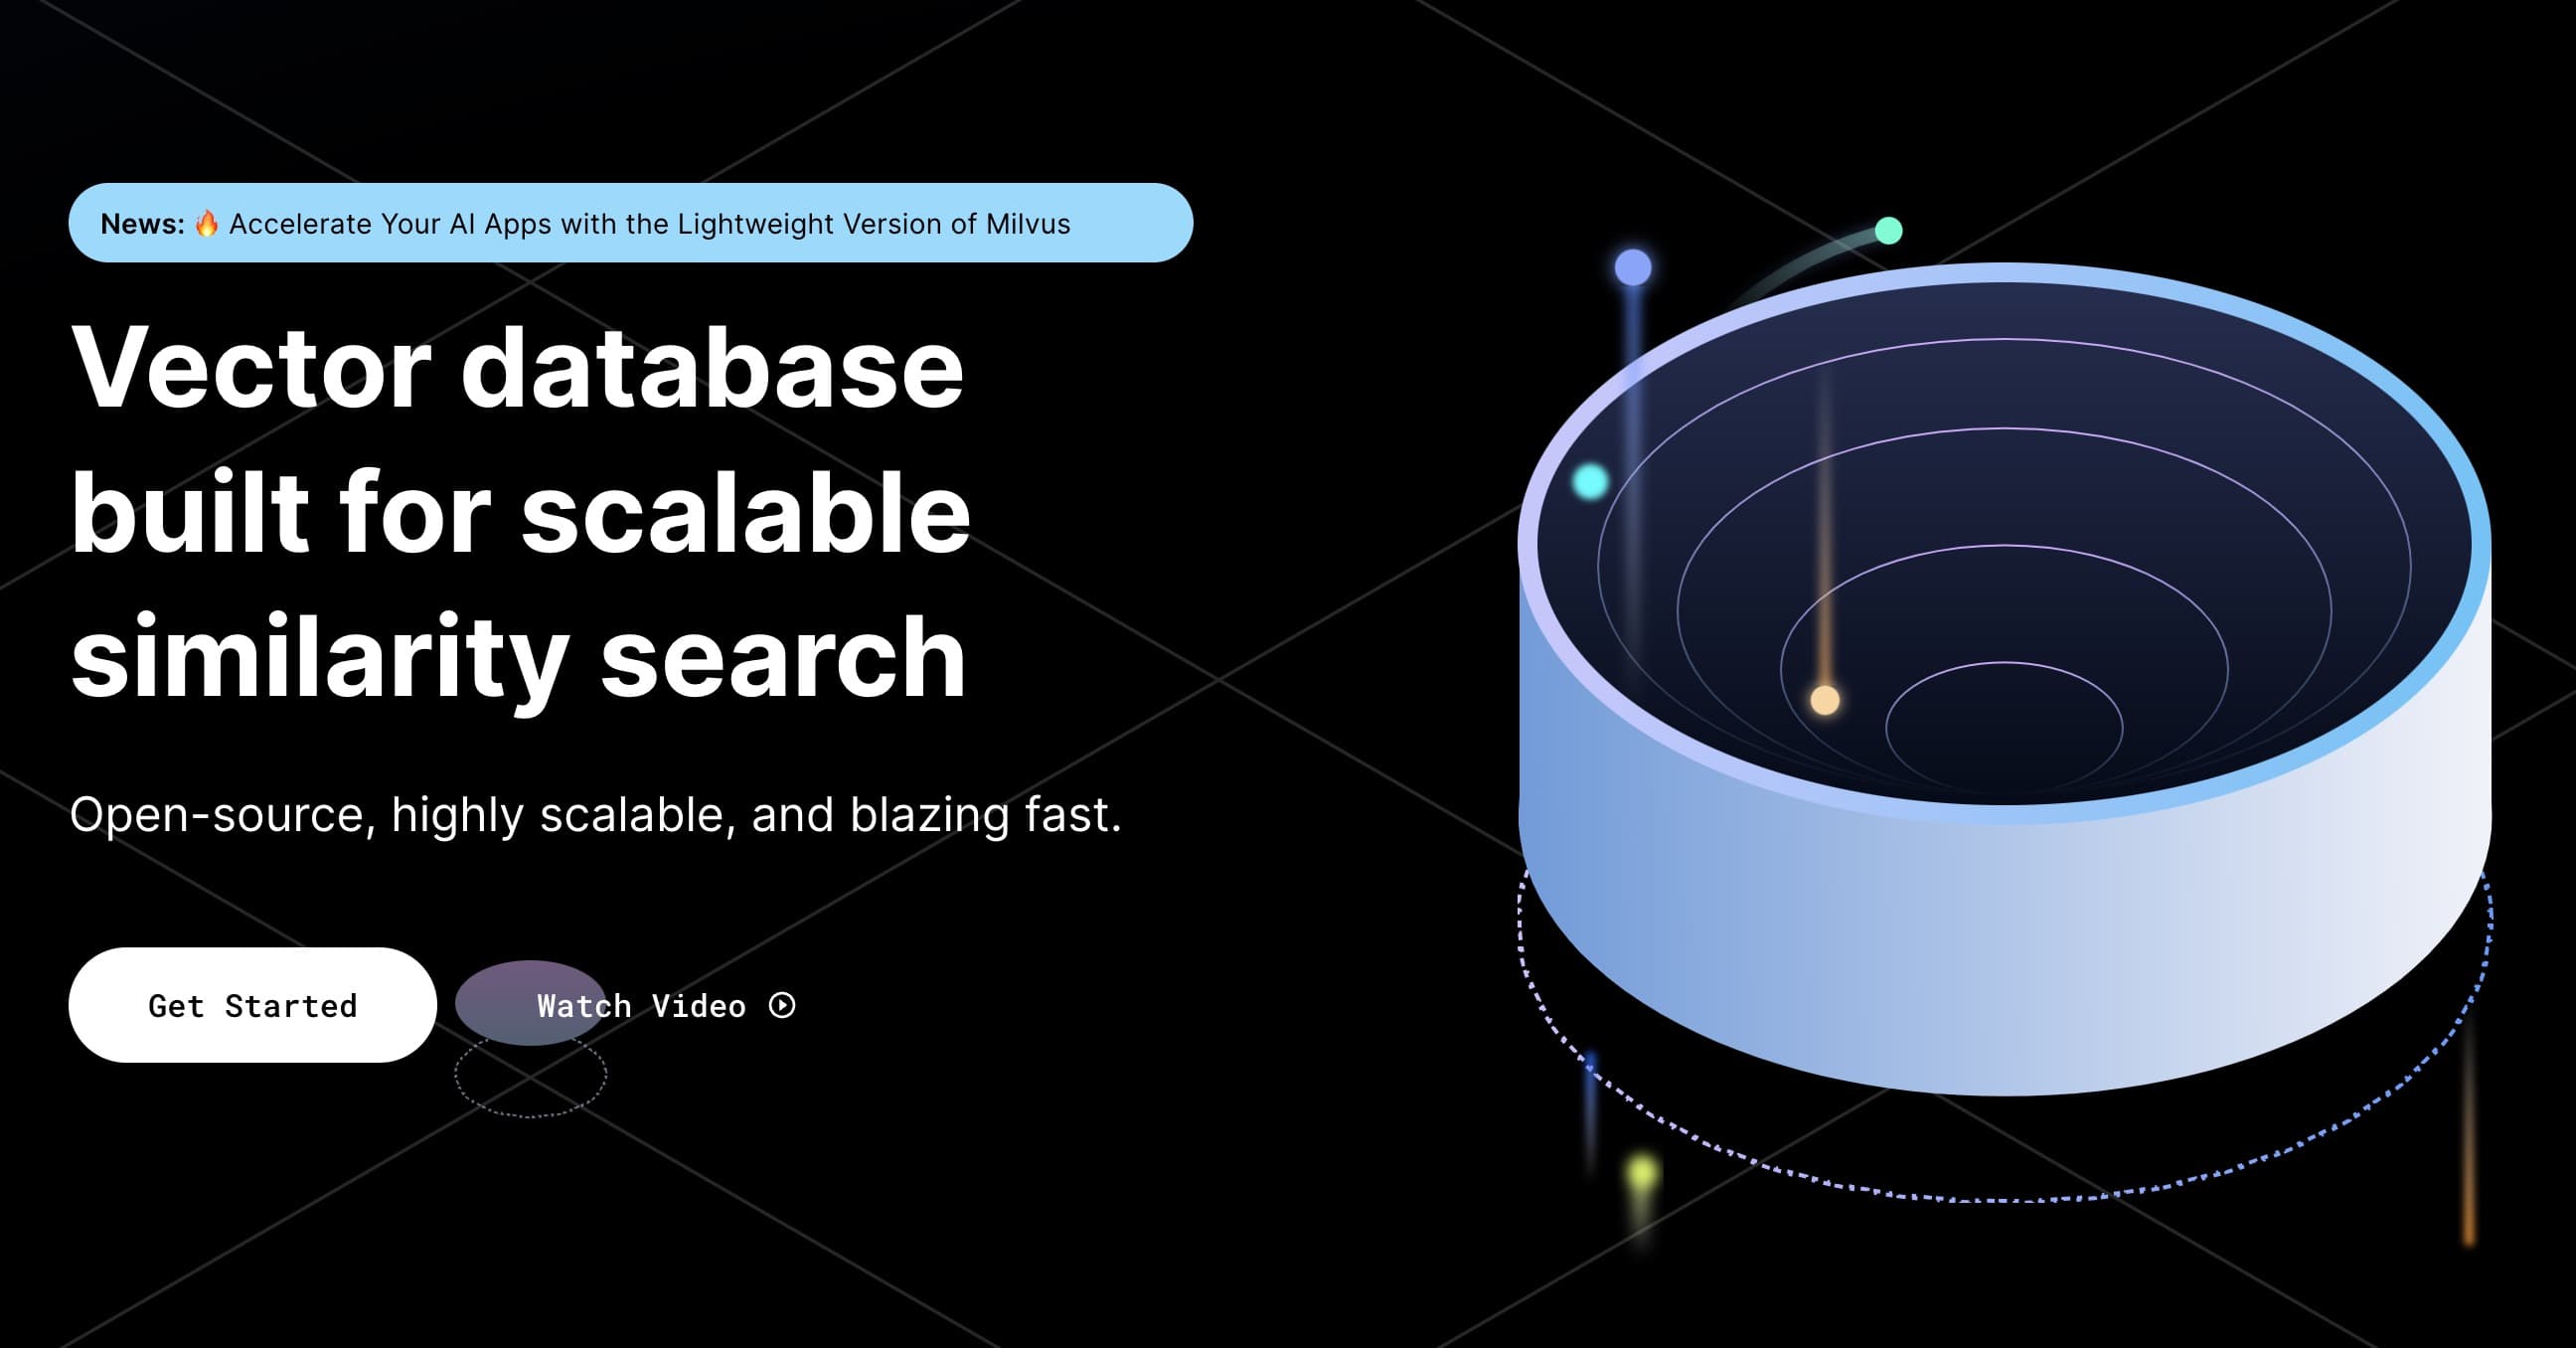 News: 🔥 Accelerate Your AI Apps with the Lightweight Version of Milvus
Vector database
built for scalable
similarity search
Open-source, highly scalable, and blazing fast.
Get Started
Watch Video